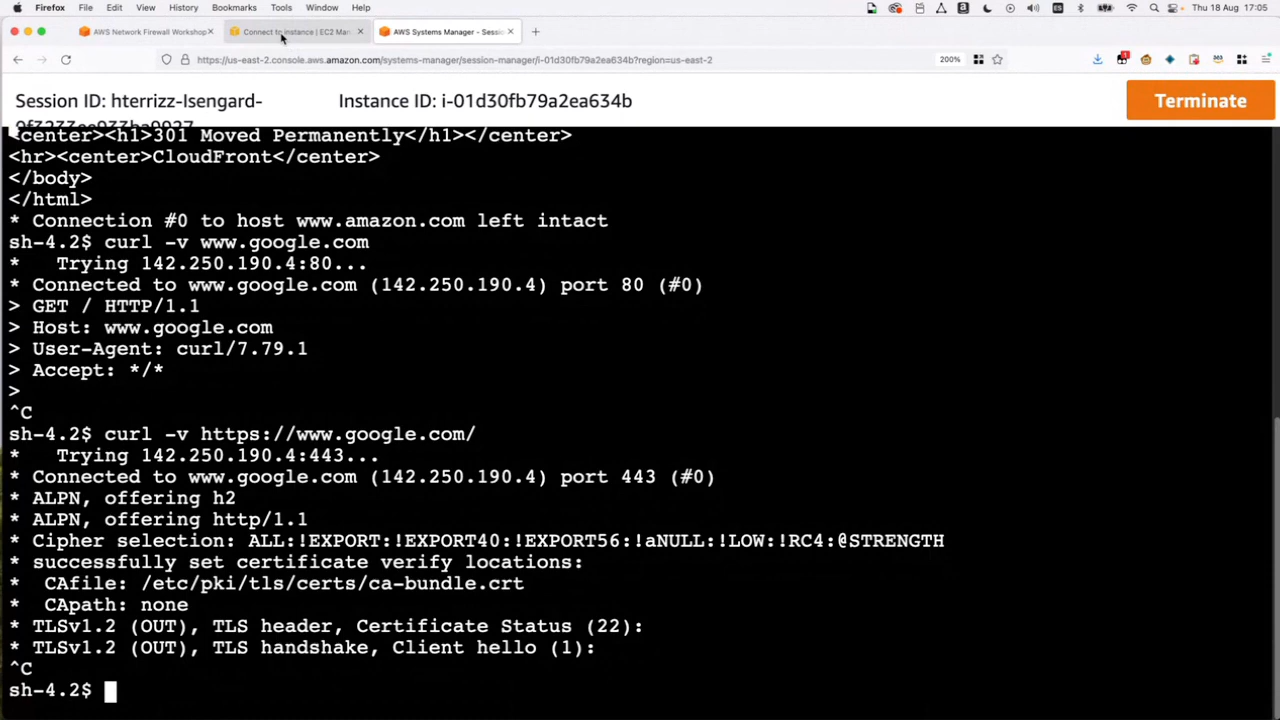 Firefox File Edit View History Bookmarks Tools Window Help
ES
Thu 18 Aug 17:05
AWS Network Firewall Workshop
Connect to instance | EC2 Man
AWS Systems Manager - Sessio
https://us-east-2.console.aws.amazon.com/systems-manager/session-manager/i-01d30fb79a2ea634b?region=us-east-2
200%
Session ID: hterrizz-Isengard-
Instance ID: i-01d30fb79a2ea634b
Terminate
<center><h1>301 Moved Permanently</h1></center>
<hr><center>CloudFront</center>
</body>
</html>
* Connection #0 to host www.amazon.com left intact
sh-4.2$ curl -v www.google.com
*   Trying 142.250.190.4:80...
* Connected to www.google.com (142.250.190.4) port 80 (#0)
> GET / HTTP/1.1
> Host: www.google.com
> User-Agent: curl/7.79.1
> Accept: */*
>
^C
sh-4.2$ curl -v https://www.google.com/
*   Trying 142.250.190.4:443...
* Connected to www.google.com (142.250.190.4) port 443 (#0)
* ALPN, offering h2
* ALPN, offering http/1.1
* Cipher selection: ALL:!EXPORT:!EXPORT40:!EXPORT56:!aNULL:!LOW:!RC4:@STRENGTH
* successfully set certificate verify locations:
*  CAfile: /etc/pki/tls/certs/ca-bundle.crt
*  CApath: none
* TLSv1.2 (OUT), TLS header, Certificate Status (22):
* TLSv1.2 (OUT), TLS handshake, Client hello (1):
^C
sh-4.2$